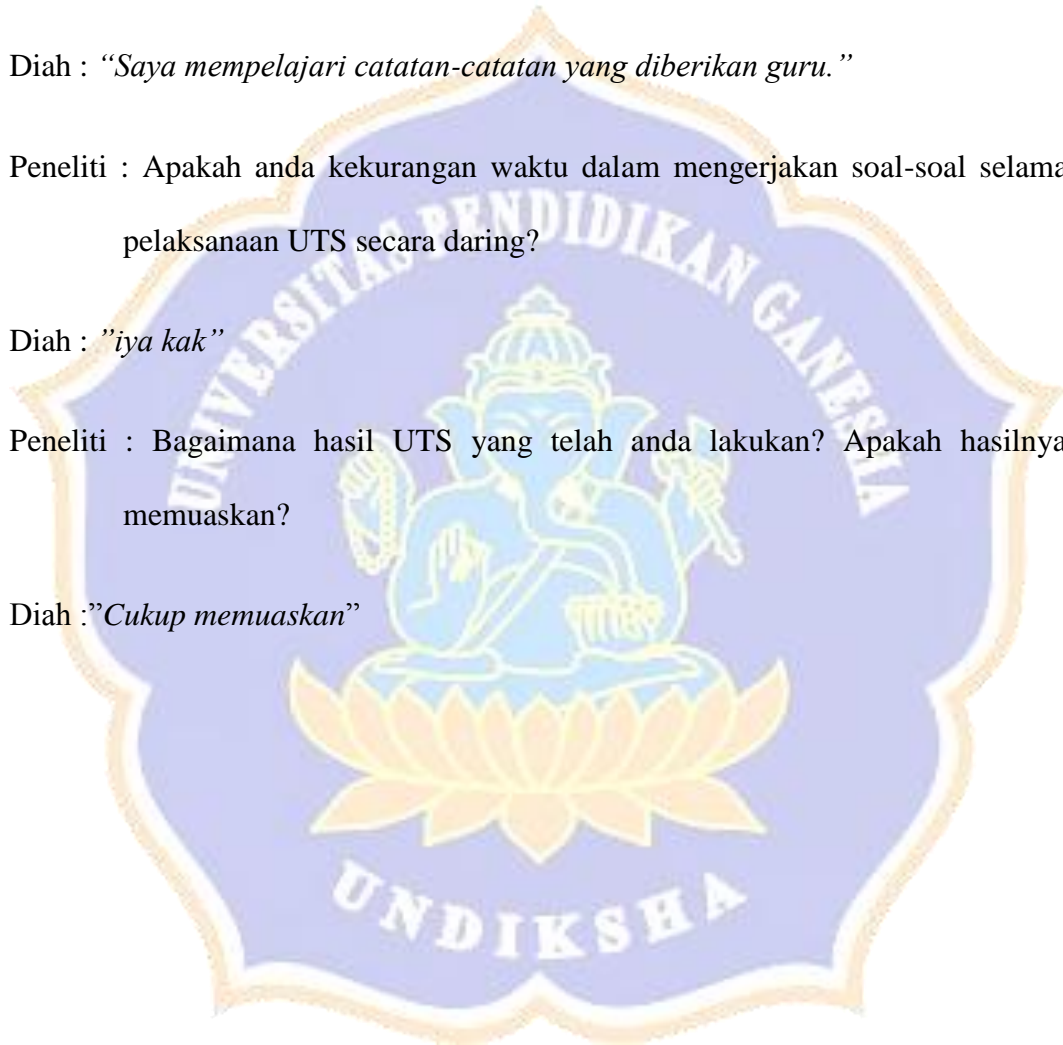 Diah : “Saya mempelajari catatan-catatan yang diberikan guru.”
Peneliti : Apakah anda kekurangan waktu dalam mengerjakan soal-soal selama
pelaksanaan UTS secara daring?
UNIVERSITAS PENDIDIKAN GANESHA
Diah : ”iya kak”
Peneliti : Bagaimana hasil UTS yang telah anda lakukan? Apakah hasilnya
memuaskan?
Diah :”Cukup memuaskan”
UNDIKSHA